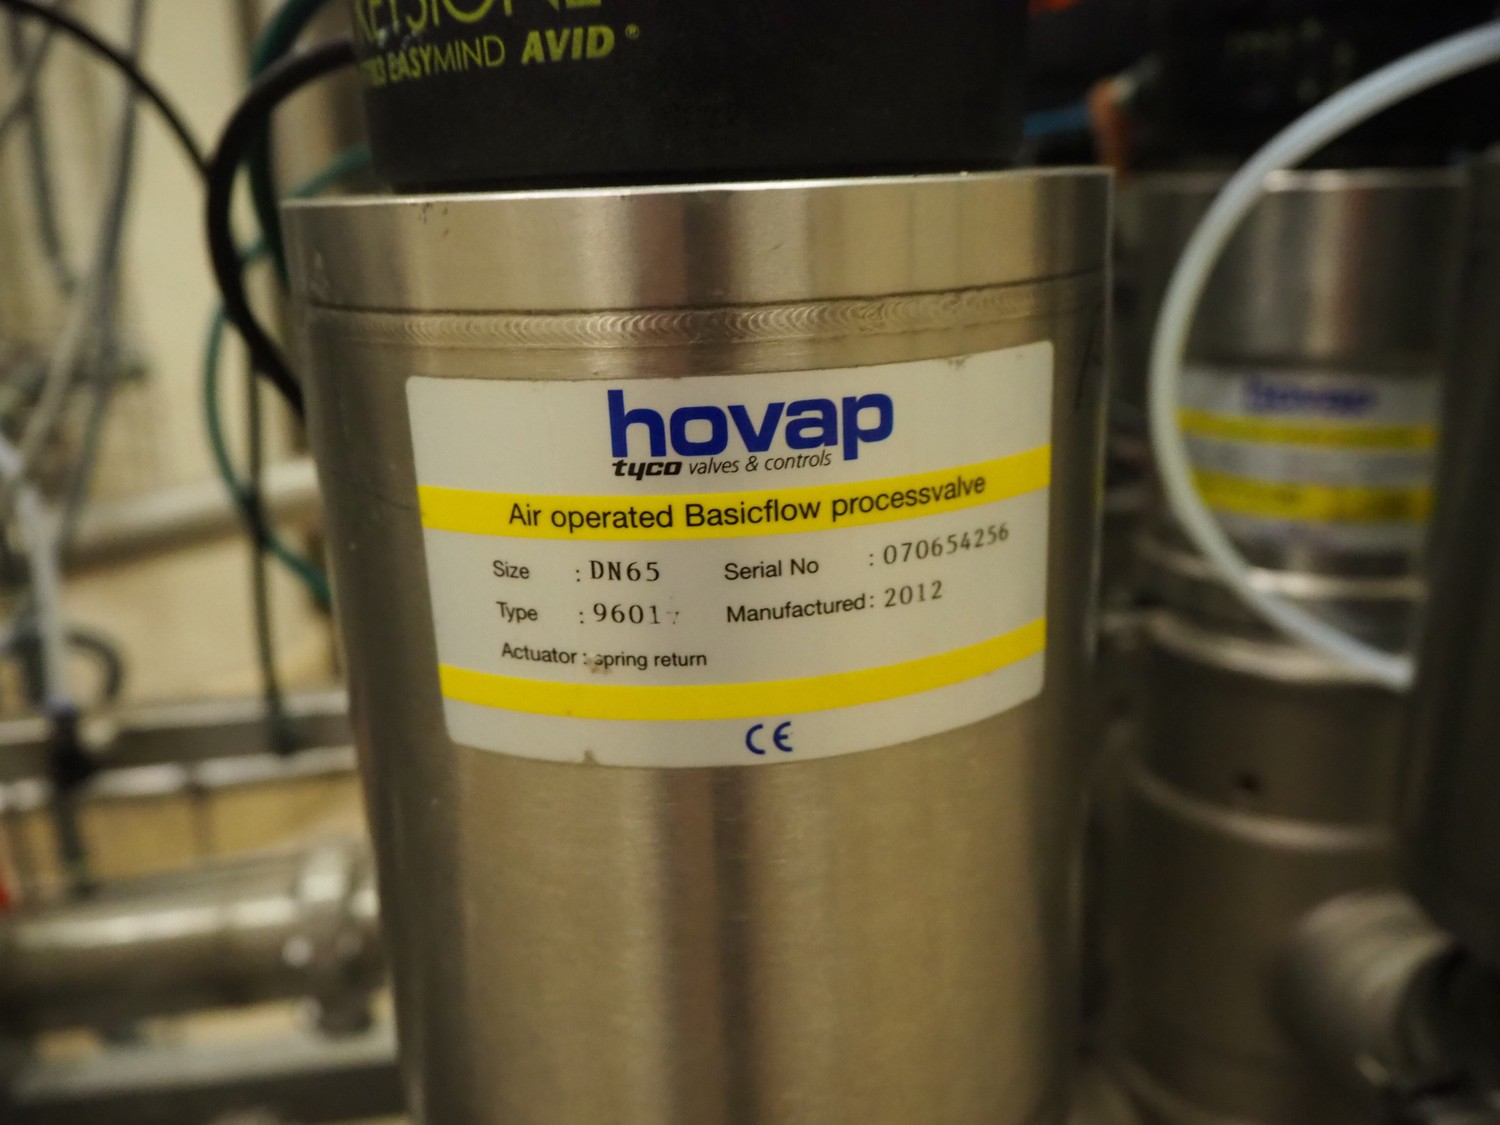 EASYMIND AVID®
hovap
tyco valves & controls
Air operated Basicflow processvalve
Size : DN65 Serial No : 070654256
Type : 9601 Manufactured : 2012
Actuator : spring return
CE
hovap